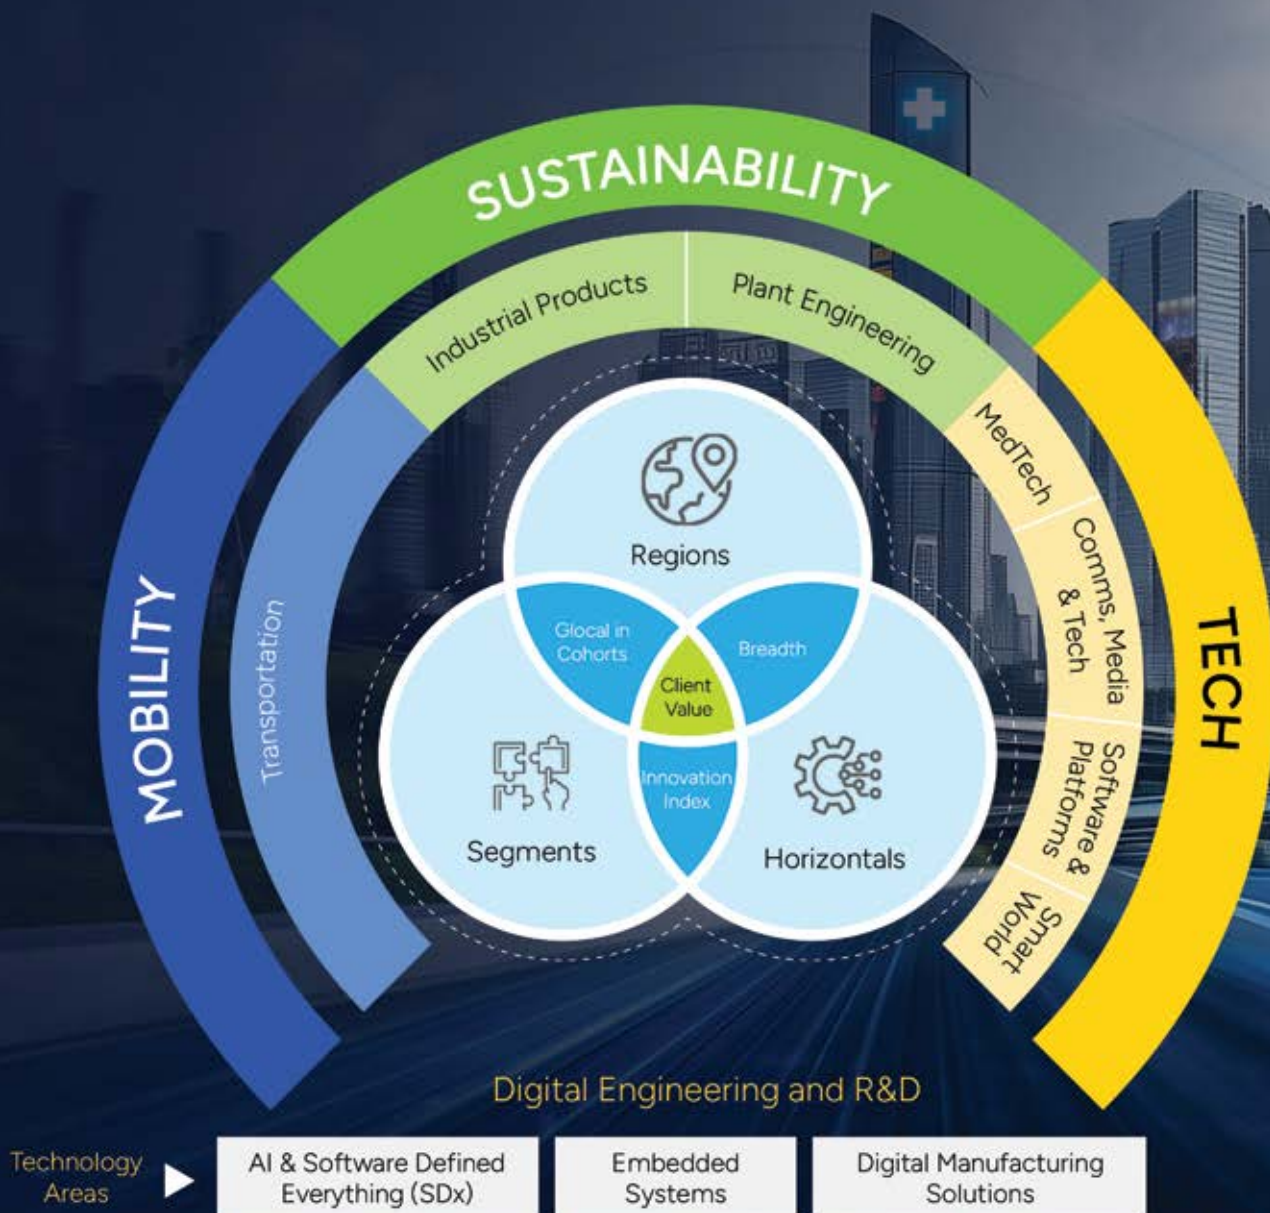 SUSTAINABILITY
Industrial Products
Plant Engineering
MedTech
Comms, Media
& Tech
Software &
Platforms
Smart
World
TECH
MOBILITY
Transportation
Regions
Glocal in
Cohorts
Breadth
Client
Value
Innovation
Index
Segments
Horizontals
Digital Engineering and R&D
Technology
Areas
AI & Software Defined
Everything (SDx)
Embedded
Systems
Digital Manufacturing
Solutions